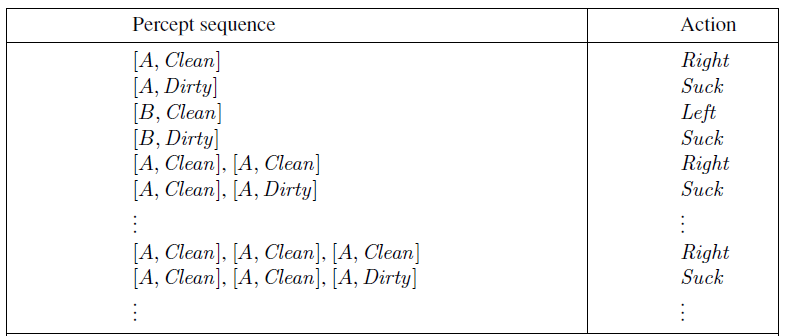 Percept sequence Action
[A, Clean] Right
[A, Dirty] Suck
[B, Clean] Left
[B, Dirty] Suck
[A, Clean], [A, Clean] Right
[A, Clean], [A, Dirty] Suck
⋮ ⋮
[A, Clean], [A, Clean], [A, Clean] Right
[A, Clean], [A, Clean], [A, Dirty] Suck
⋮ ⋮